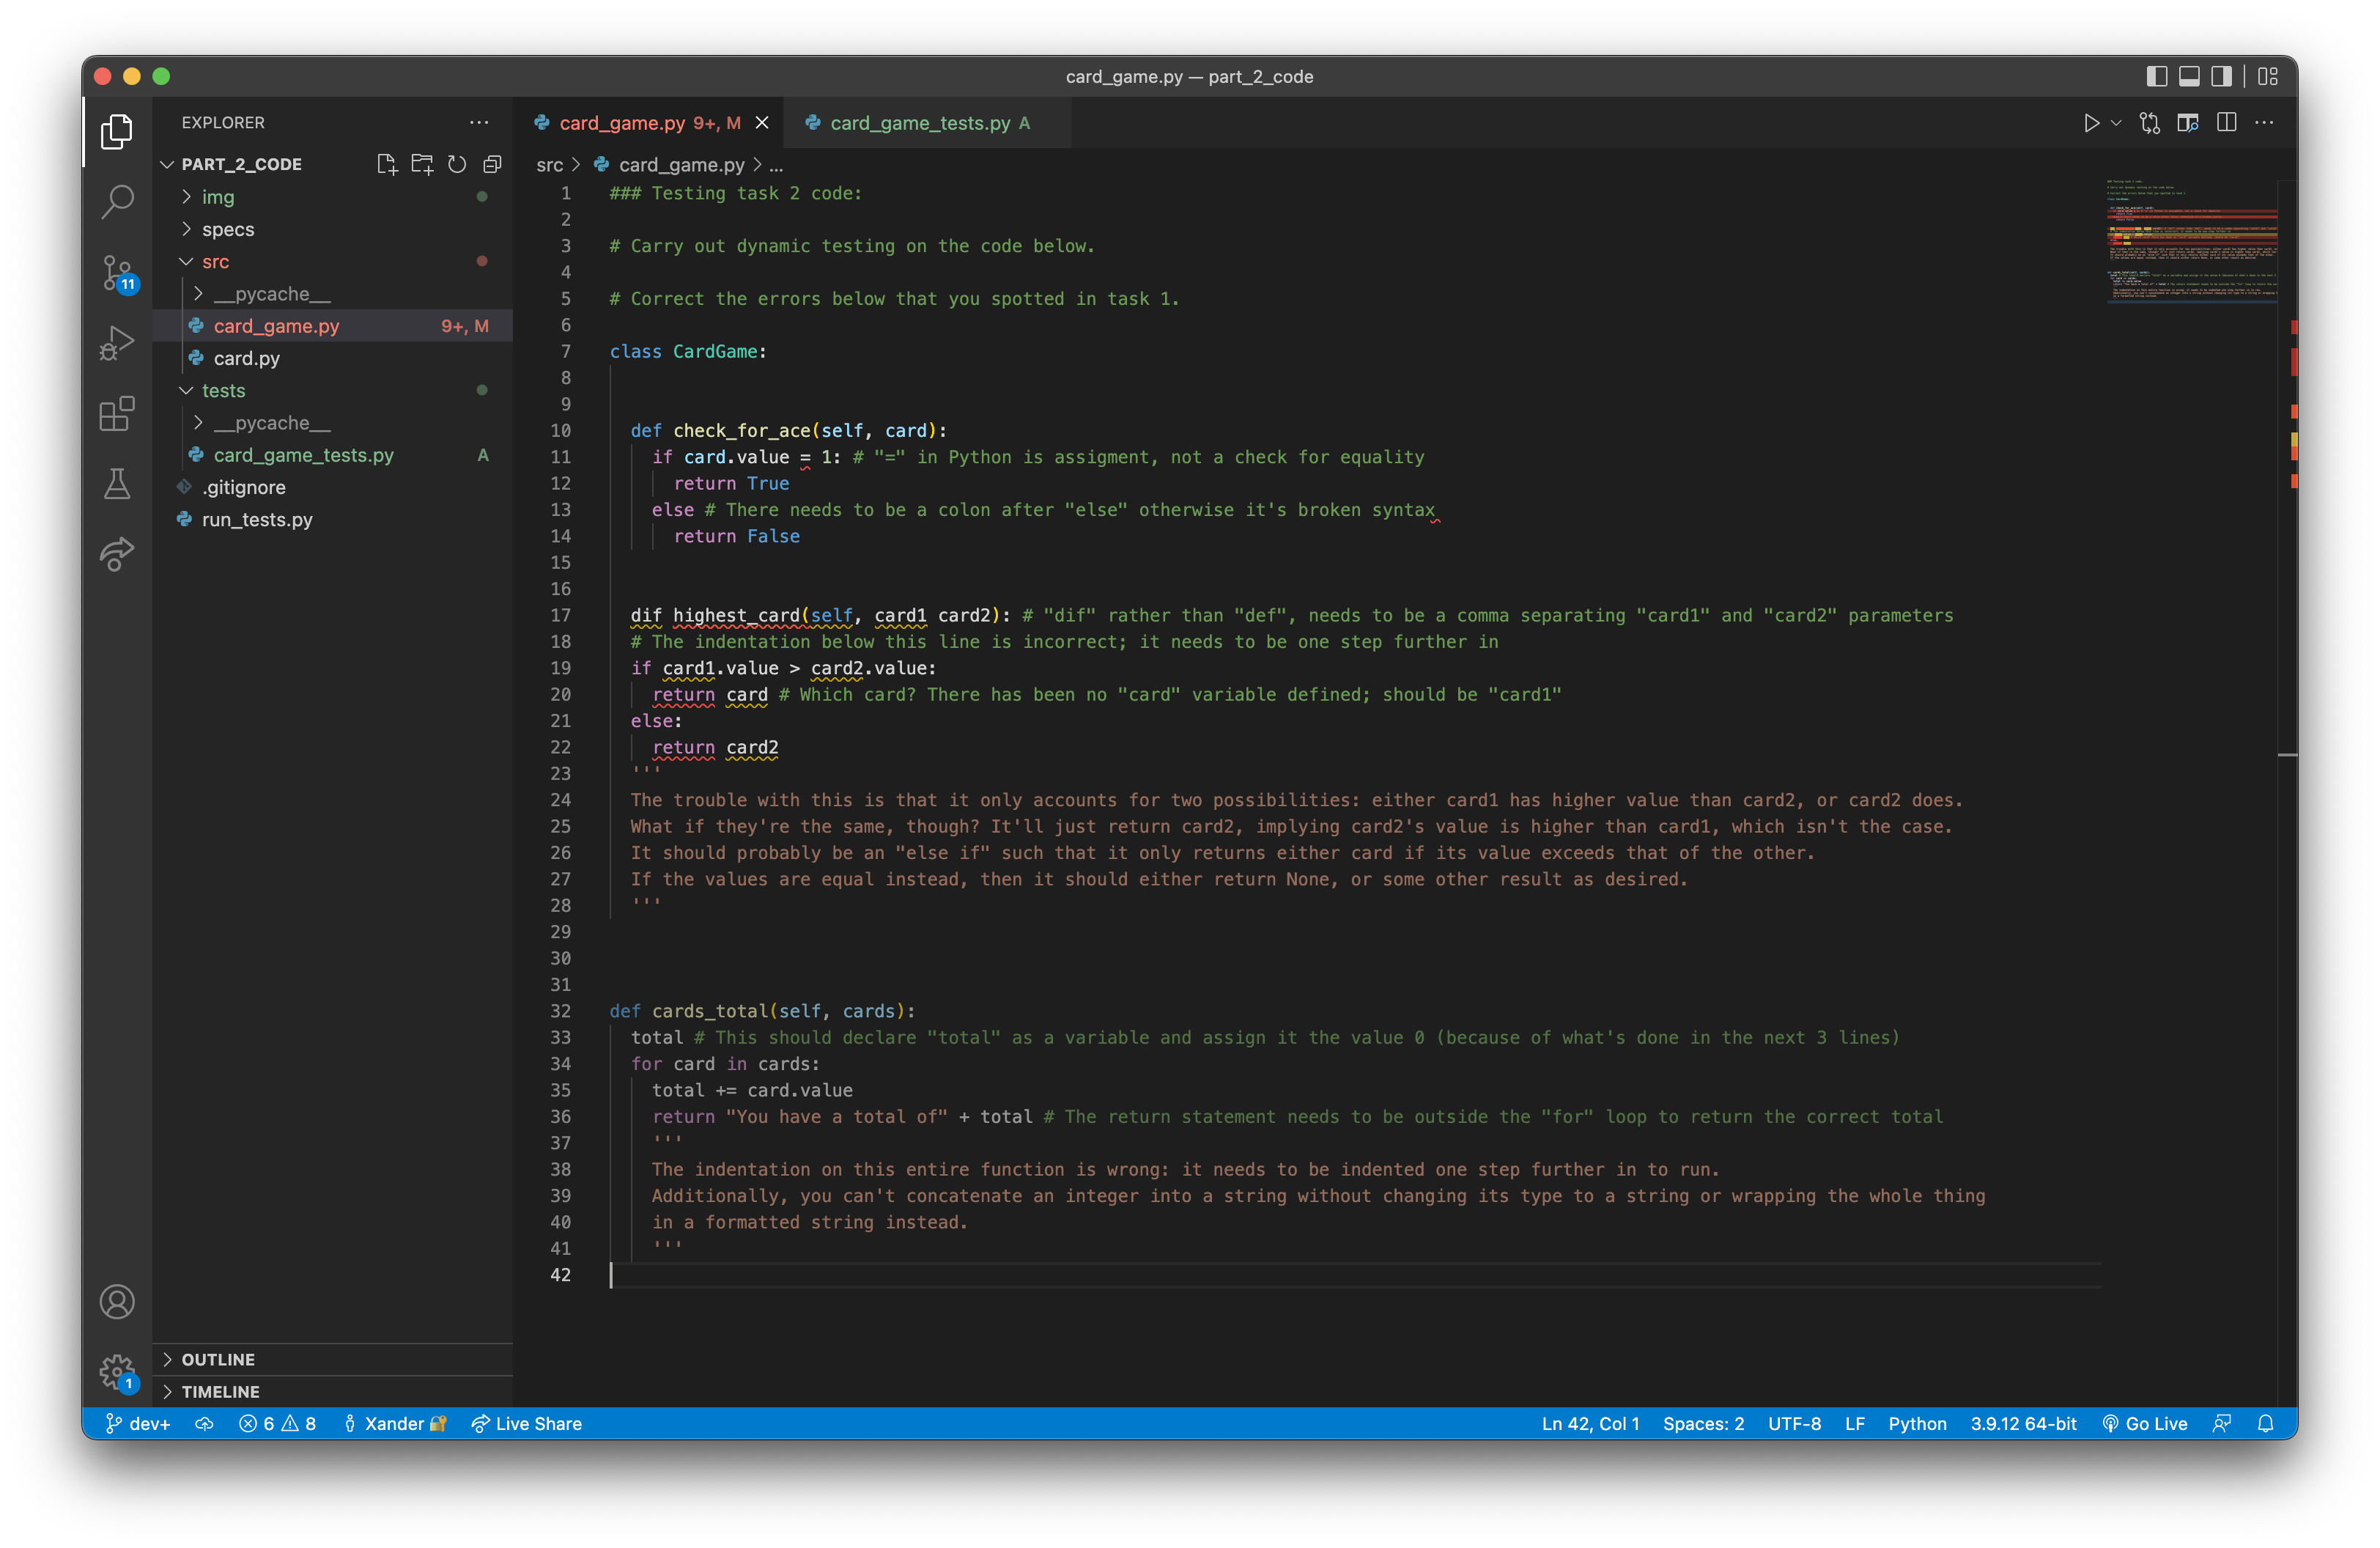 card_game.py — part_2_code
EXPLORER
PART_2_CODE
img
specs
src
__pycache__
card_game.py 9+, M
card.py
tests
__pycache__
card_game_tests.py A
.gitignore
run_tests.py
OUTLINE
TIMELINE
11
1
card_game.py 9+, M
card_game_tests.py A
src > card_game.py > ...
1 ### Testing task 2 code:
2
3 # Carry out dynamic testing on the code below.
4
5 # Correct the errors below that you spotted in task 1.
6
7 class CardGame:
8
9
10 def check_for_ace(self, card):
11 if card.value = 1: # "=" in Python is assigment, not a check for equality
12 return True
13 else # There needs to be a colon after "else" otherwise it's broken syntax
14 return False
15
16
17 dif highest_card(self, card1 card2): # "dif" rather than "def", needs to be a comma separating "card1" and "card2" parameters
18 # The indentation below this line is incorrect; it needs to be one step further in
19 if card1.value > card2.value:
20 return card # Which card? There has been no "card" variable defined; should be "card1"
21 else:
22 return card2
23 '''
24 The trouble with this is that it only accounts for two possibilities: either card1 has higher value than card2, or card2 does.
25 What if they're the same, though? It'll just return card2, implying card2's value is higher than card1, which isn't the case.
26 It should probably be an "else if" such that it only returns either card if its value exceeds that of the other.
27 If the values are equal instead, then it should either return None, or some other result as desired.
28 '''
29
30
31
32 def cards_total(self, cards):
33 total # This should declare "total" as a variable and assign it the value 0 (because of what's done in the next 3 lines)
34 for card in cards:
35 total += card.value
36 return "You have a total of" + total # The return statement needs to be outside the "for" loop to return the correct total
37 '''
38 The indentation on this entire function is wrong: it needs to be indented one step further in to run.
39 Additionally, you can't concatenate an integer into a string without changing its type to a string or wrapping the whole thing
40 in a formatted string instead.
41 '''
42
dev+ 6 8 Xander Live Share Ln 42, Col 1 Spaces: 2 UTF-8 LF Python 3.9.12 64-bit Go Live